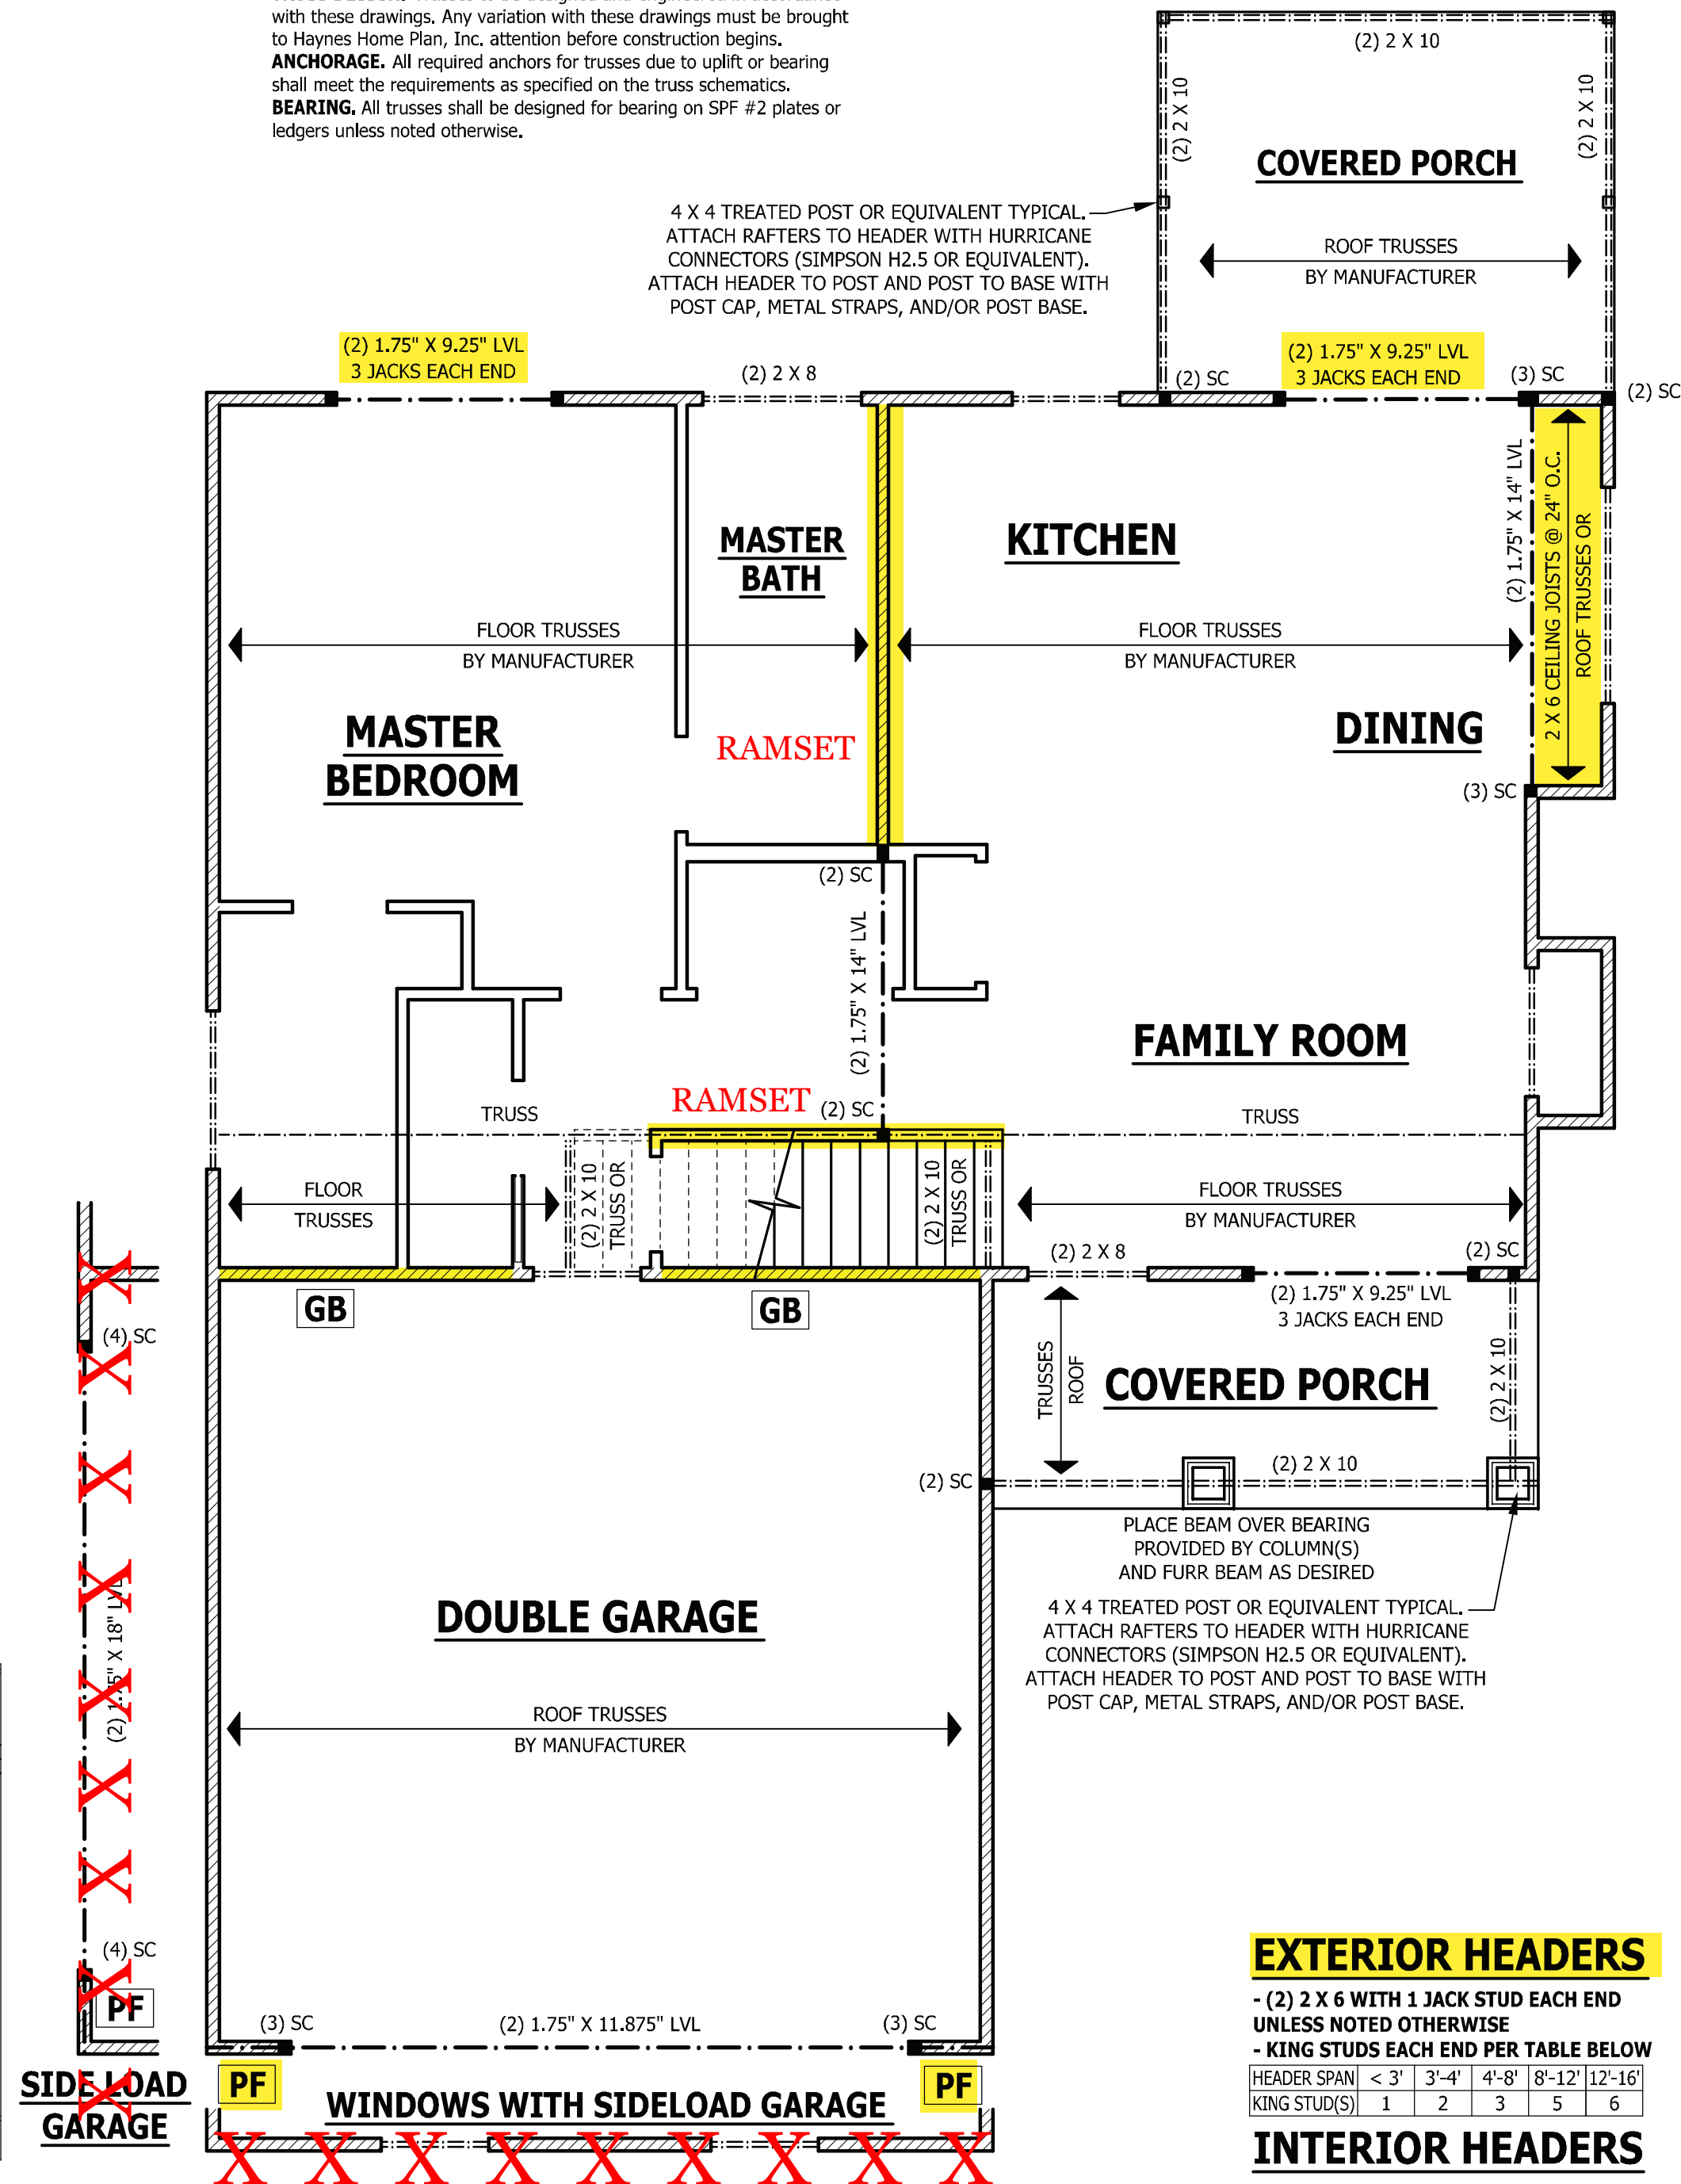 with these drawings. Any variation with these drawings must be brought
to Haynes Home Plan, Inc. attention before construction begins.
ANCHORAGE. All required anchors for trusses due to uplift or bearing
shall meet the requirements as specified on the truss schematics.
BEARING. All trusses shall be designed for bearing on SPF #2 plates or
ledgers unless noted otherwise.
(2) 2 X 10
(2) 2 X 10
(2) 2 X 10
COVERED PORCH
4 X 4 TREATED POST OR EQUIVALENT TYPICAL.
ATTACH RAFTERS TO HEADER WITH HURRICANE
CONNECTORS (SIMPSON H2.5 OR EQUIVALENT).
ATTACH HEADER TO POST AND POST TO BASE WITH
POST CAP, METAL STRAPS, AND/OR POST BASE.
ROOF TRUSSES
BY MANUFACTURER
(2) 1.75" X 9.25" LVL
3 JACKS EACH END
(2) 2 X 8
(2) SC
(2) 1.75" X 9.25" LVL
3 JACKS EACH END
(3) SC
(2) SC
(2) 1.75" X 14" LVL
2 X 6 CEILING JOISTS @ 24" O.C.
ROOF TRUSSES OR
MASTER
BATH
KITCHEN
FLOOR TRUSSES
BY MANUFACTURER
FLOOR TRUSSES
BY MANUFACTURER
MASTER
BEDROOM
RAMSET
DINING
(3) SC
(2) SC
(2) 1.75" X 14" LVL
FAMILY ROOM
RAMSET
(2) SC
TRUSS
TRUSS
FLOOR
TRUSSES
(2) 2 X 10
TRUSS OR
(2) 2 X 10
TRUSS OR
FLOOR TRUSSES
BY MANUFACTURER
(2) 2 X 8
(2) SC
(2) 1.75" X 9.25" LVL
3 JACKS EACH END
GB
GB
X
(4) SC
X
TRUSSES
ROOF
COVERED PORCH
(2) 2 X 10
X
(2) SC
(2) 2 X 10
PLACE BEAM OVER BEARING
PROVIDED BY COLUMN(S)
AND FURR BEAM AS DESIRED
X
(2) 1.75" X 18" LVL
DOUBLE GARAGE
4 X 4 TREATED POST OR EQUIVALENT TYPICAL.
ATTACH RAFTERS TO HEADER WITH HURRICANE
CONNECTORS (SIMPSON H2.5 OR EQUIVALENT).
ATTACH HEADER TO POST AND POST TO BASE WITH
POST CAP, METAL STRAPS, AND/OR POST BASE.
X
ROOF TRUSSES
BY MANUFACTURER
X
X
(4) SC
X
PF
(3) SC
(2) 1.75" X 11.875" LVL
(3) SC
X
SIDE LOAD
GARAGE
PF
PF
WINDOWS WITH SIDELOAD GARAGE
X X X X X X X X X
EXTERIOR HEADERS
- (2) 2 X 6 WITH 1 JACK STUD EACH END
UNLESS NOTED OTHERWISE
- KING STUDS EACH END PER TABLE BELOW
HEADER SPAN < 3' 3'-4' 4'-8' 8'-12' 12'-16'
KING STUD(S) 1 2 3 5 6
INTERIOR HEADERS